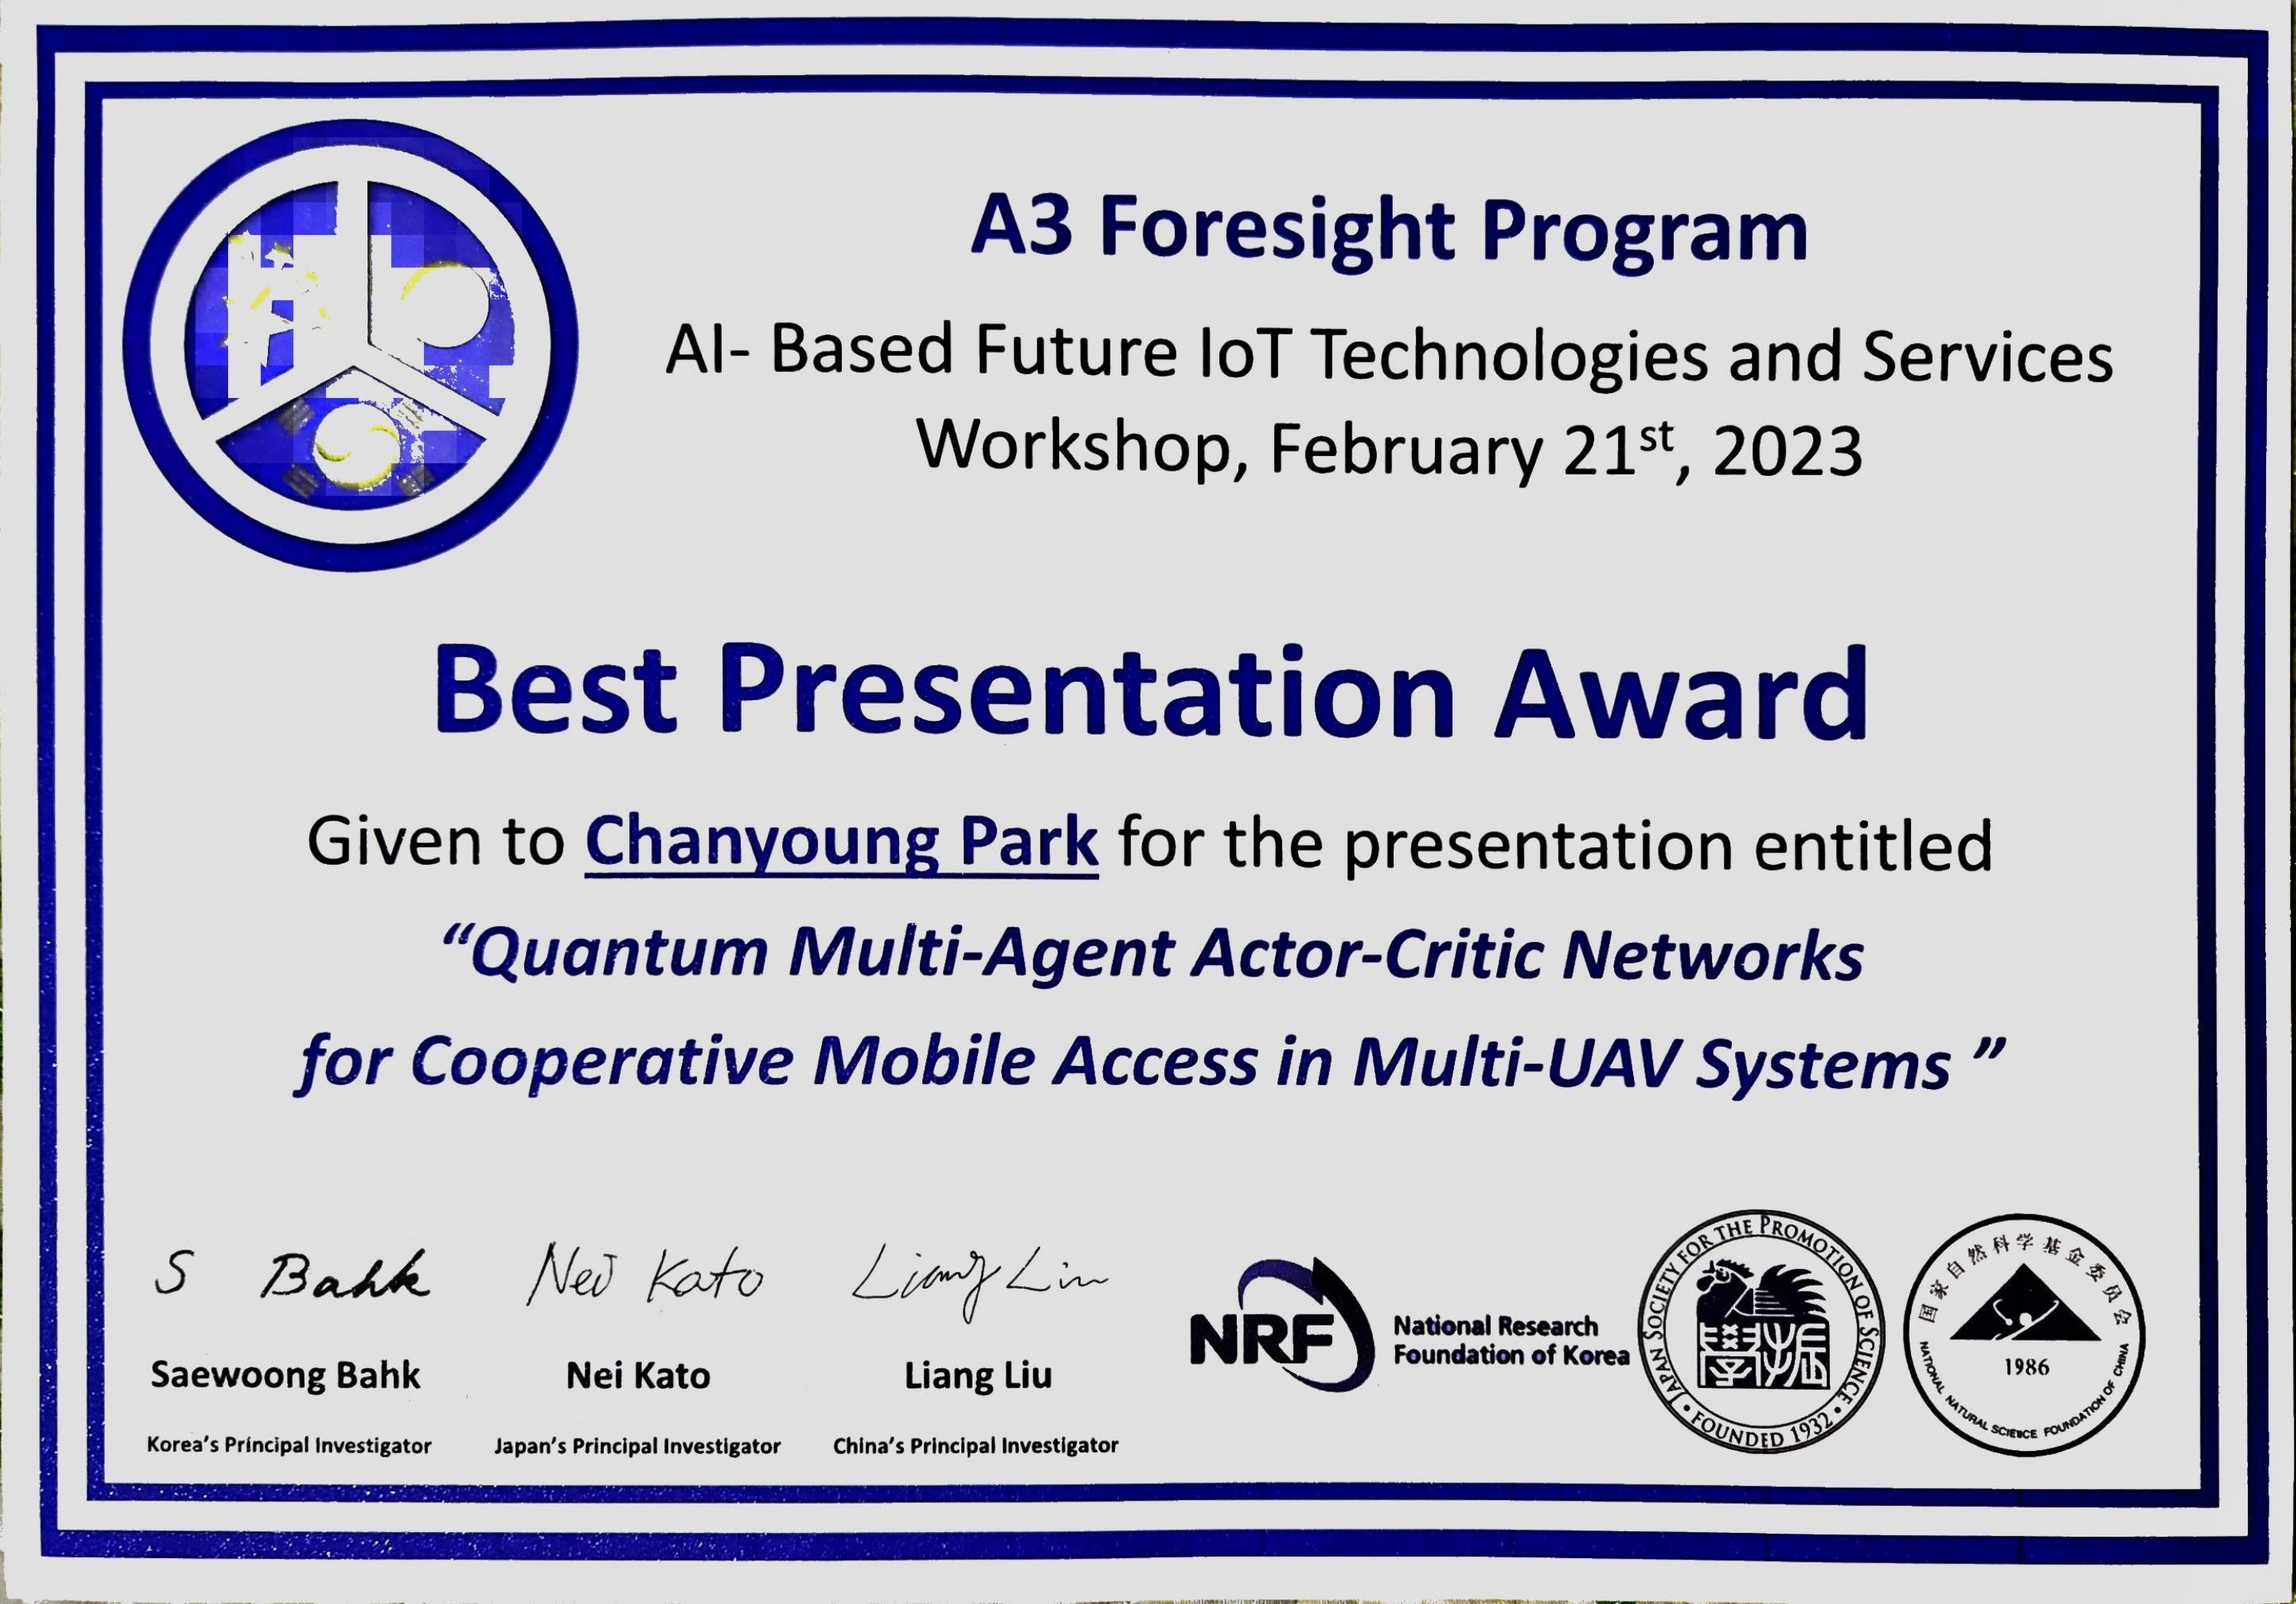 A3 Foresight Program
AI- Based Future IoT Technologies and Services
Workshop, February 21st, 2023
Best Presentation Award
Given to Chanyoung Park for the presentation entitled
“Quantum Multi-Agent Actor-Critic Networks
for Cooperative Mobile Access in Multi-UAV Systems ”
S Bahk
Nei Kato
Liang Liu
Saewoong Bahk
Nei Kato
Liang Liu
Korea's Principal Investigator
Japan's Principal Investigator
China's Principal Investigator
NRF
National Research
Foundation of Korea
JAPAN SOCIETY FOR THE PROMOTION OF SCIENCE
• FOUNDED 1932 •
国家自然科学基金委员会
1986
NATIONAL NATURAL SCIENCE FOUNDATION OF CHINA